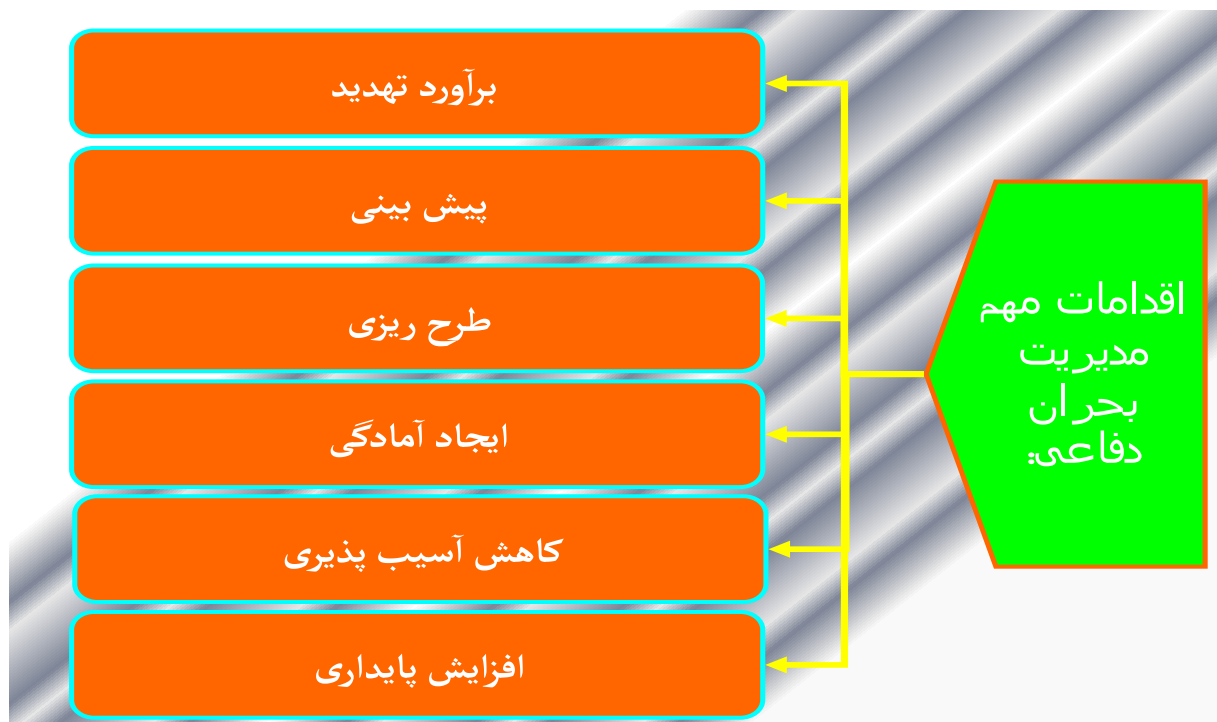 اقدامات مهم
مدیریت
بحران
دفاعی:
برآورد تهدید
پیش بینی
طرح ریزی
ایجاد آمادگی
کاهش آسیب پذیری
افزایش پایداری